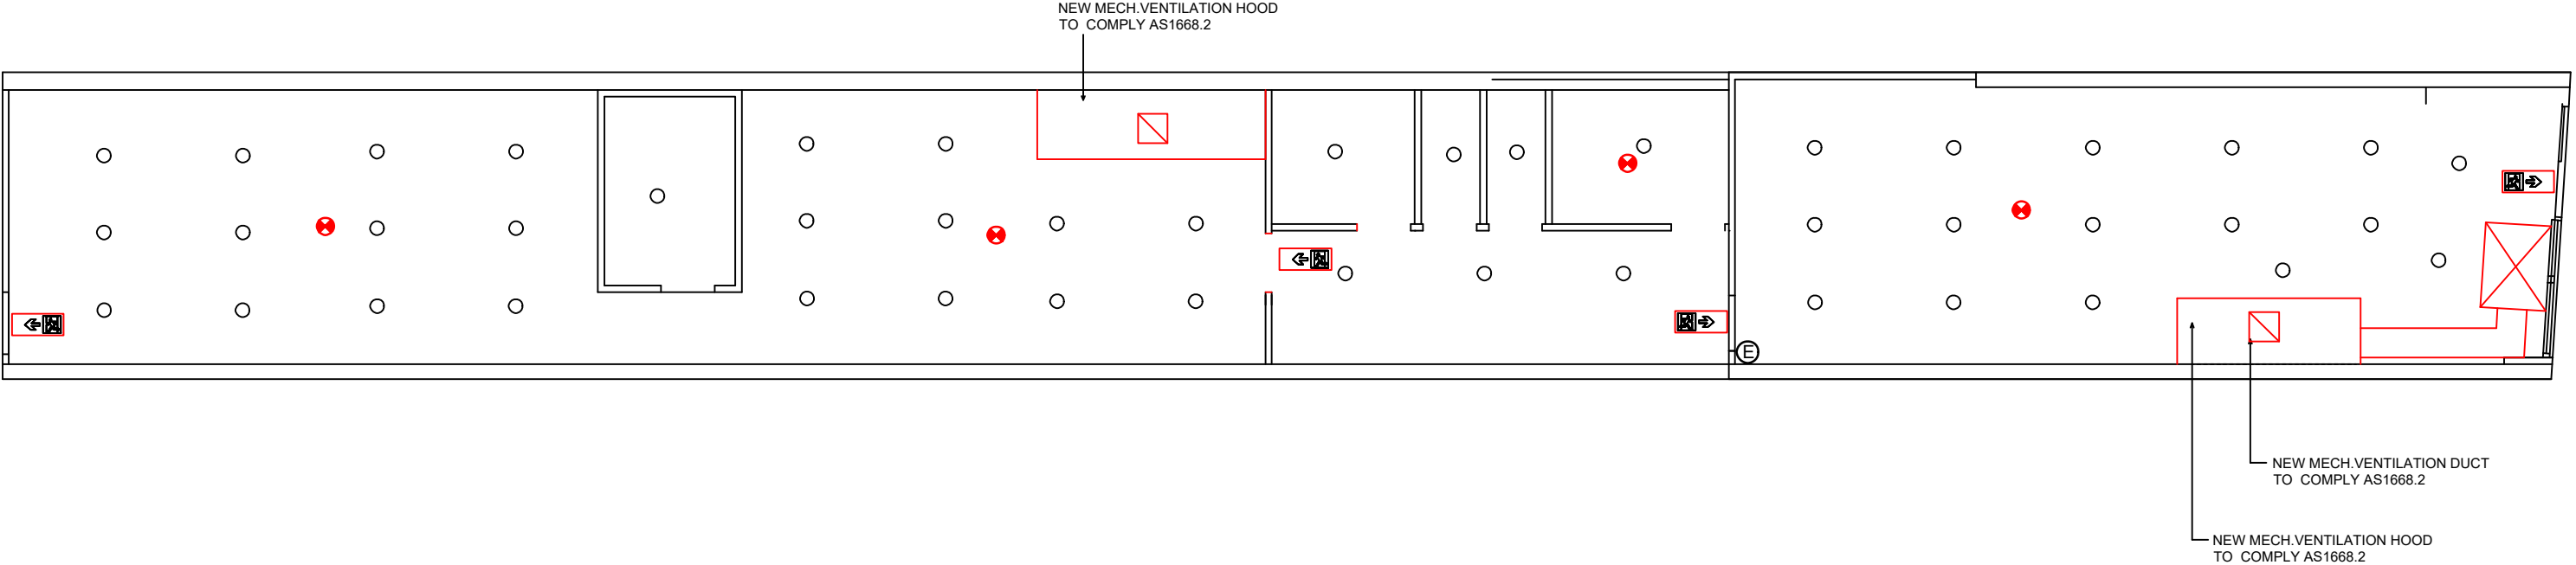 NEW MECH.VENTILATION HOOD
TO COMPLY AS1668.2
E
NEW MECH.VENTILATION DUCT
TO COMPLY AS1668.2
NEW MECH.VENTILATION HOOD
TO COMPLY AS1668.2